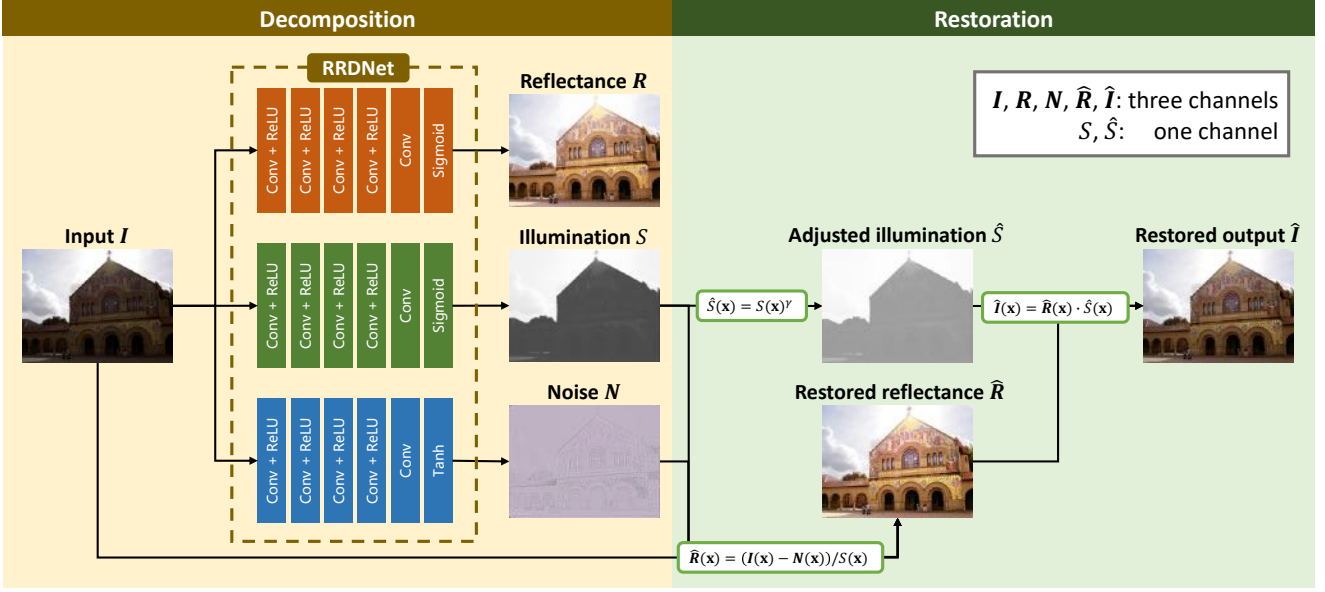 Decomposition
Restoration
RRDNet
Conv + ReLU
Conv + ReLU
Conv + ReLU
Conv + ReLU
Conv
Sigmoid
Reflectance R
I, R, N, R̂, Î: three channels
S, Ŝ: one channel
Input I
Conv + ReLU
Conv + ReLU
Conv + ReLU
Conv + ReLU
Conv
Sigmoid
Illumination S
Ŝ(x) = S(x)^γ
Adjusted illumination Ŝ
Î(x) = R̂(x) · Ŝ(x)
Restored output Î
Conv + ReLU
Conv + ReLU
Conv + ReLU
Conv + ReLU
Conv
Tanh
Noise N
Restored reflectance R̂
R̂(x) = (I(x) − N(x))/S(x)